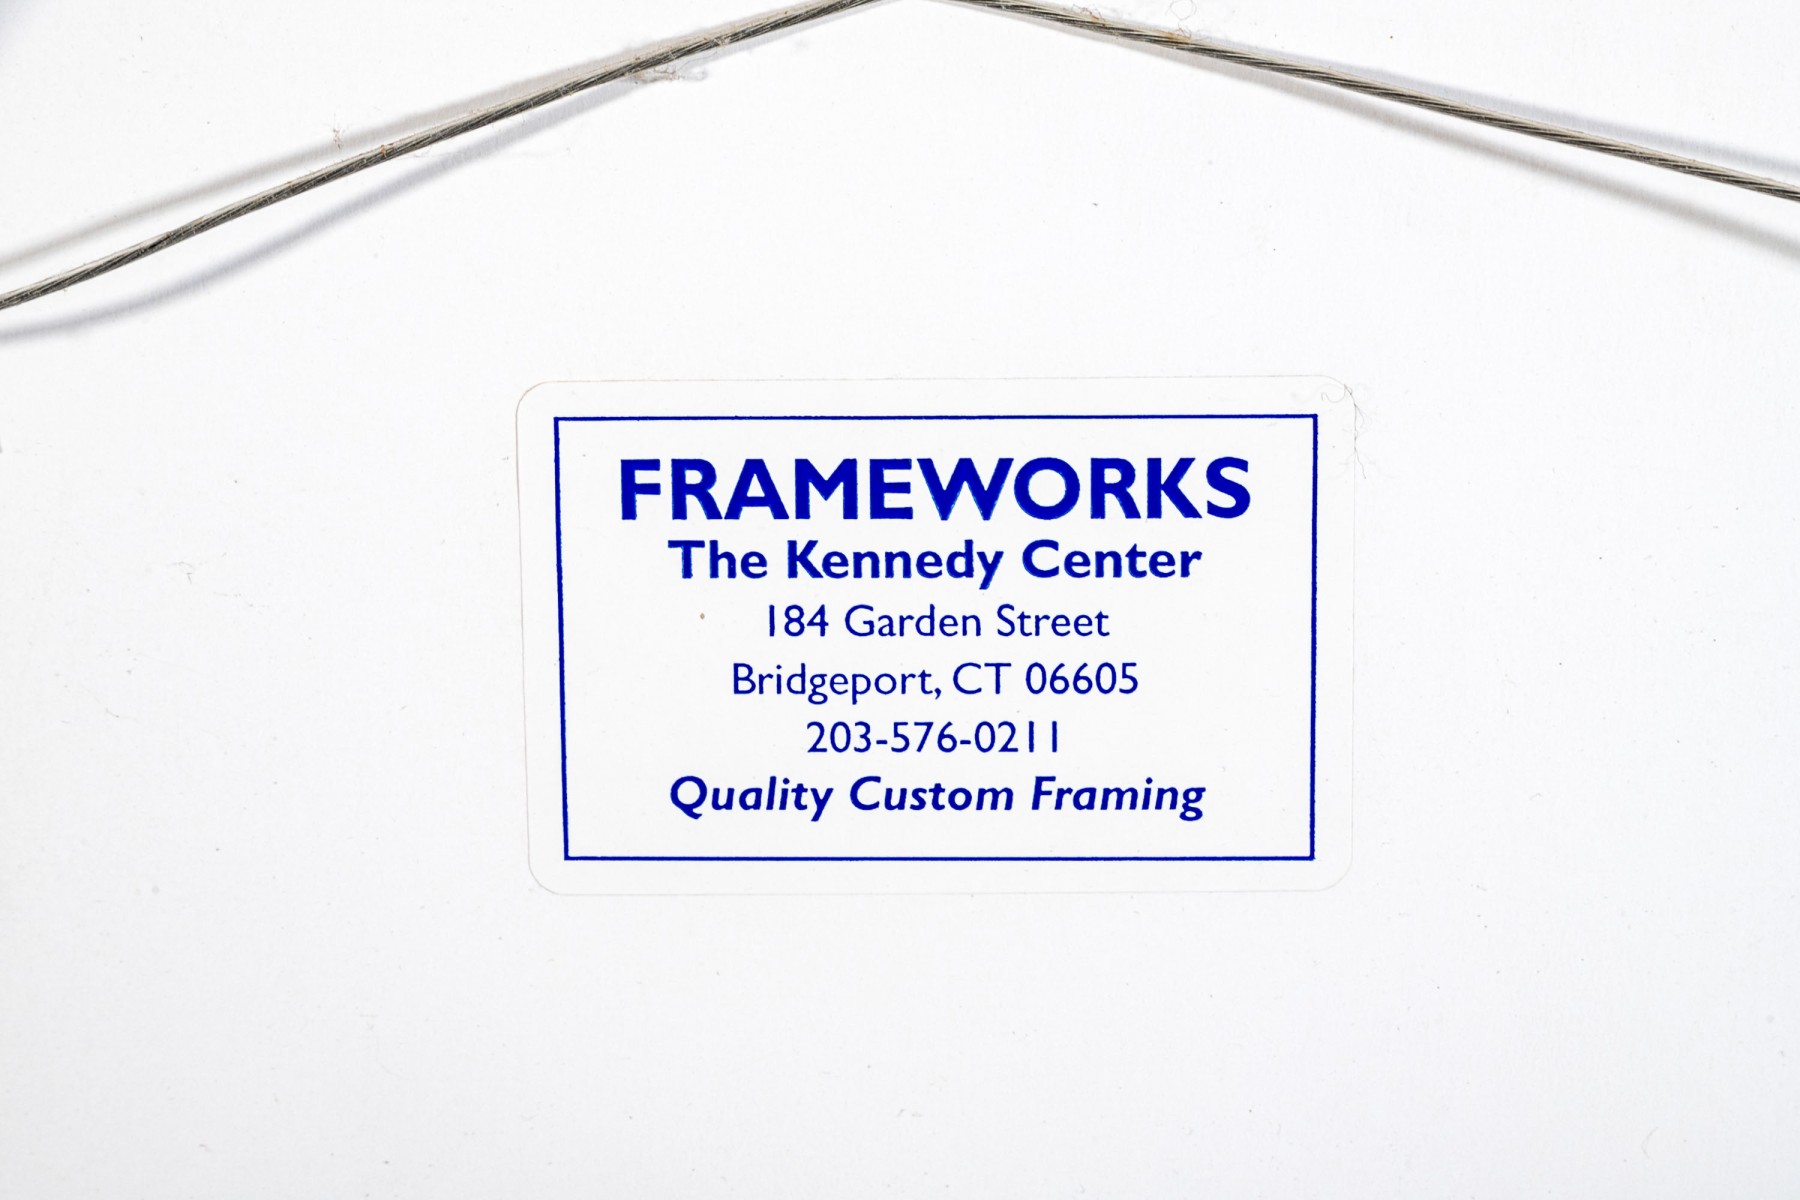 FRAMEWORKS
The Kennedy Center
184 Garden Street
Bridgeport, CT 06605
203-576-0211
Quality Custom Framing